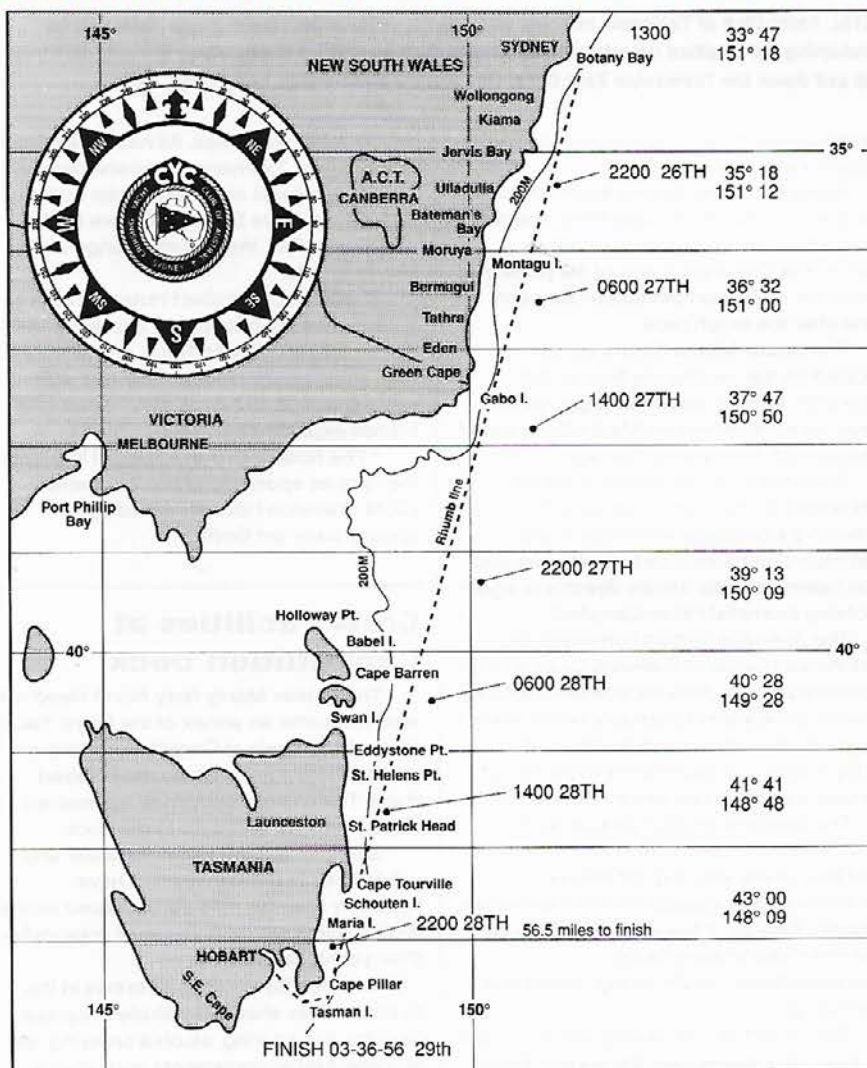 145° 150° SYDNEY 1300 33° 47
Botany Bay 151° 18
NEW SOUTH WALES
Wollongong
Kiama
Jervis Bay 35°
A.C.T.
CANBERRA
Ulladulla
200M
2200 26TH 35° 18
151° 12
Bateman's
Bay
Moruya
Montagu I.
Bermugui
0600 27TH 36° 32
151° 00
Tathra
Eden
Green Cape
Gabo I.
1400 27TH 37° 47
150° 50
VICTORIA
MELBOURNE
Port Phillip
Bay
Rhumb line
200M
2200 27TH 39° 13
150° 09
Holloway Pt.
Babel I.
40° 40°
Cape Barren
0600 28TH 40° 28
149° 28
Swan I.
Eddystone Pt.
St. Helens Pt.
1400 28TH 41° 41
148° 48
Launceston
St. Patrick Head
TASMANIA
Cape Tourville
Schouten I.
43° 00
148° 09
Maria I.
2200 28TH 56.5 miles to finish
HOBART
S.E. Cape
Cape Pillar
145° Tasman I. 150°
FINISH 03-36-56 29th
N
NE
E
SE
S
SW
W
NW
CYC